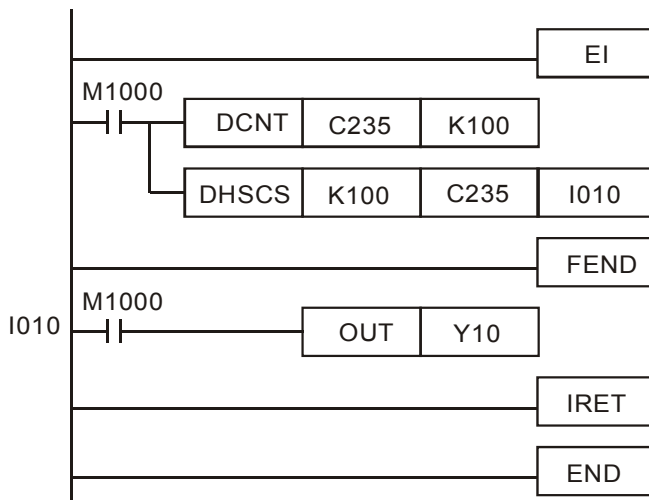 EI
M1000
DCNT C235 K100
DHSCS K100 C235 I010
FEND
M1000
I010 OUT Y10
IRET
END